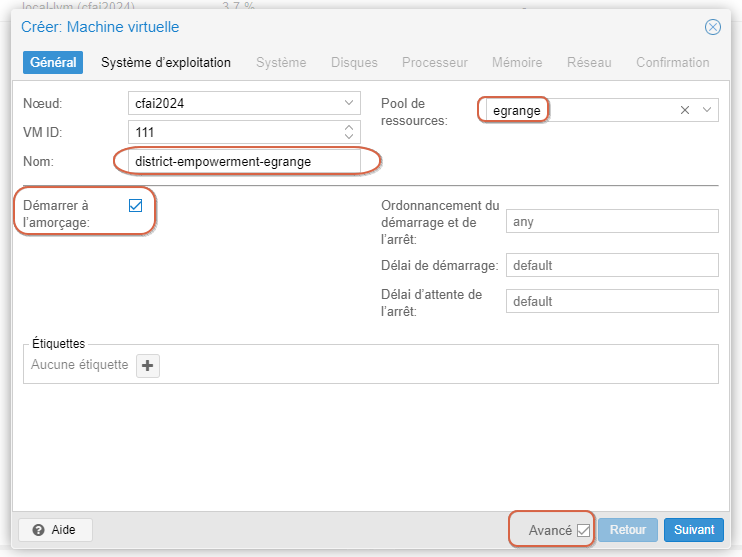 local-lvm (cfai2024) 3.7 %
Créer: Machine virtuelle
Général Système d'exploitation Système Disques Processeur Mémoire Réseau Confirmation
Nœud: cfai2024
VM ID: 111
Nom: district-empowerment-egrange
Pool de
ressources: egrange
Démarrer à
l'amorçage:
Ordonnancement du
démarrage et de
l'arrêt: any
Délai de démarrage: default
Délai d'attente de
l'arrêt: default
Étiquettes
Aucune étiquette
Aide Avancé Retour Suivant